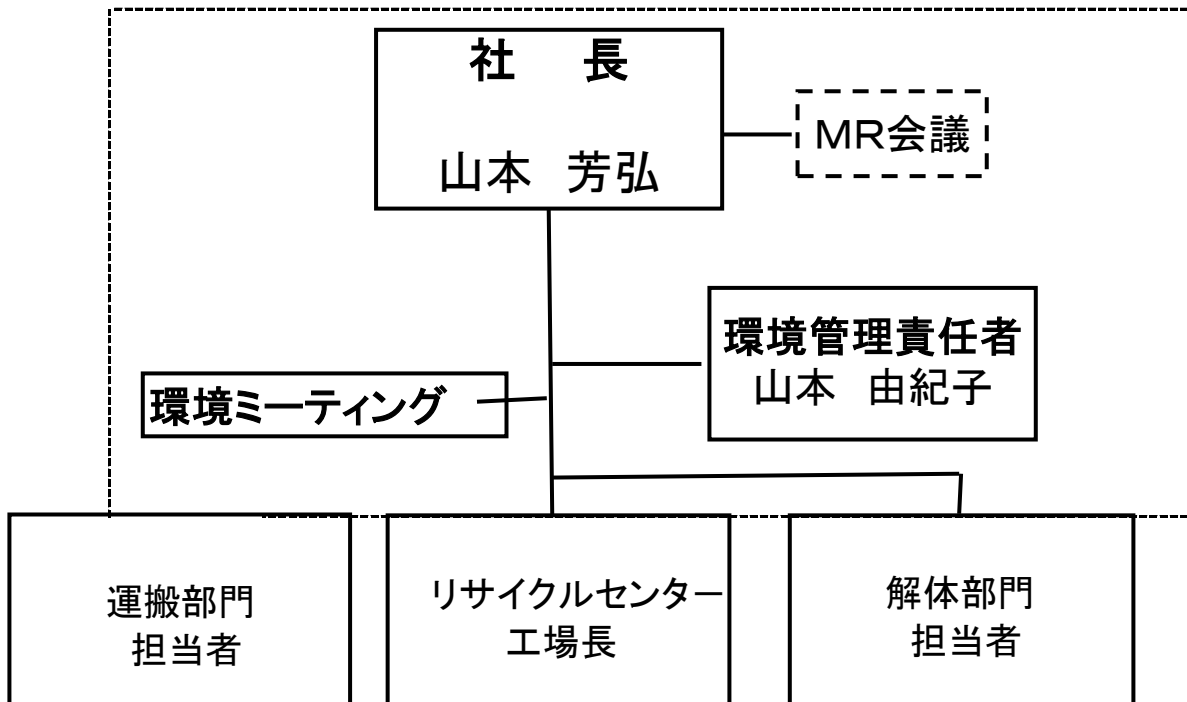 社　長
山本　芳弘
ＭＲ会議
環境管理責任者
山本　由紀子
環境ミーティング
運搬部門
担当者
リサイクルセンター
工場長
解体部門
担当者